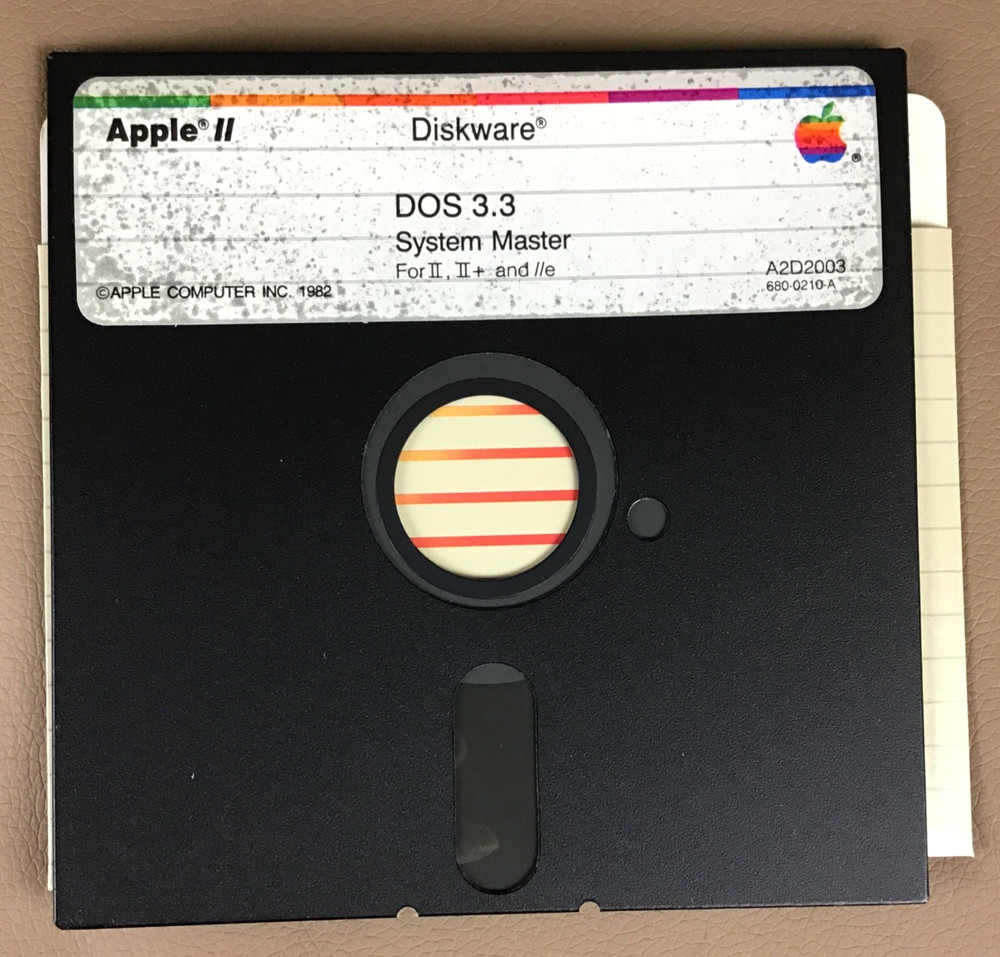 Apple® II
Diskware®
®
DOS 3.3
System Master
For II, II+ and //e
A2D2003
680-0210-A
©APPLE COMPUTER INC. 1982